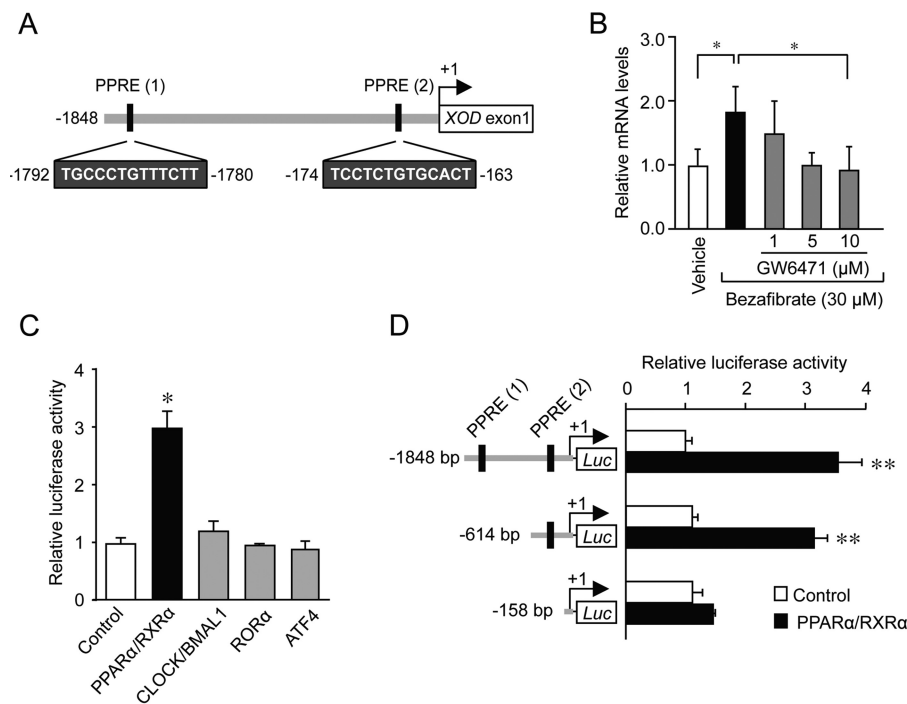 A
+1
PPRE (1)
PPRE (2)
-1848
XOD exon1
-1792
TGCCCTGTTTCTT
-1780
-174
TCCTCTGTGCACT
-163
B
Relative mRNA levels
3.0
2.0
1.0
0.0
*
*
Vehicle
1 5 10
GW6471 (μM)
Bezafibrate (30 μM)
C
Relative luciferase activity
4
3
2
1
0
*
Control
PPARα/RXRα
CLOCK/BMAL1
RORα
ATF4
D
Relative luciferase activity
0 1 2 3 4
PPRE (1)
PPRE (2)
+1
-1848 bp
Luc
**
+1
-614 bp
Luc
**
+1
-158 bp
Luc
Control
PPARα/RXRα